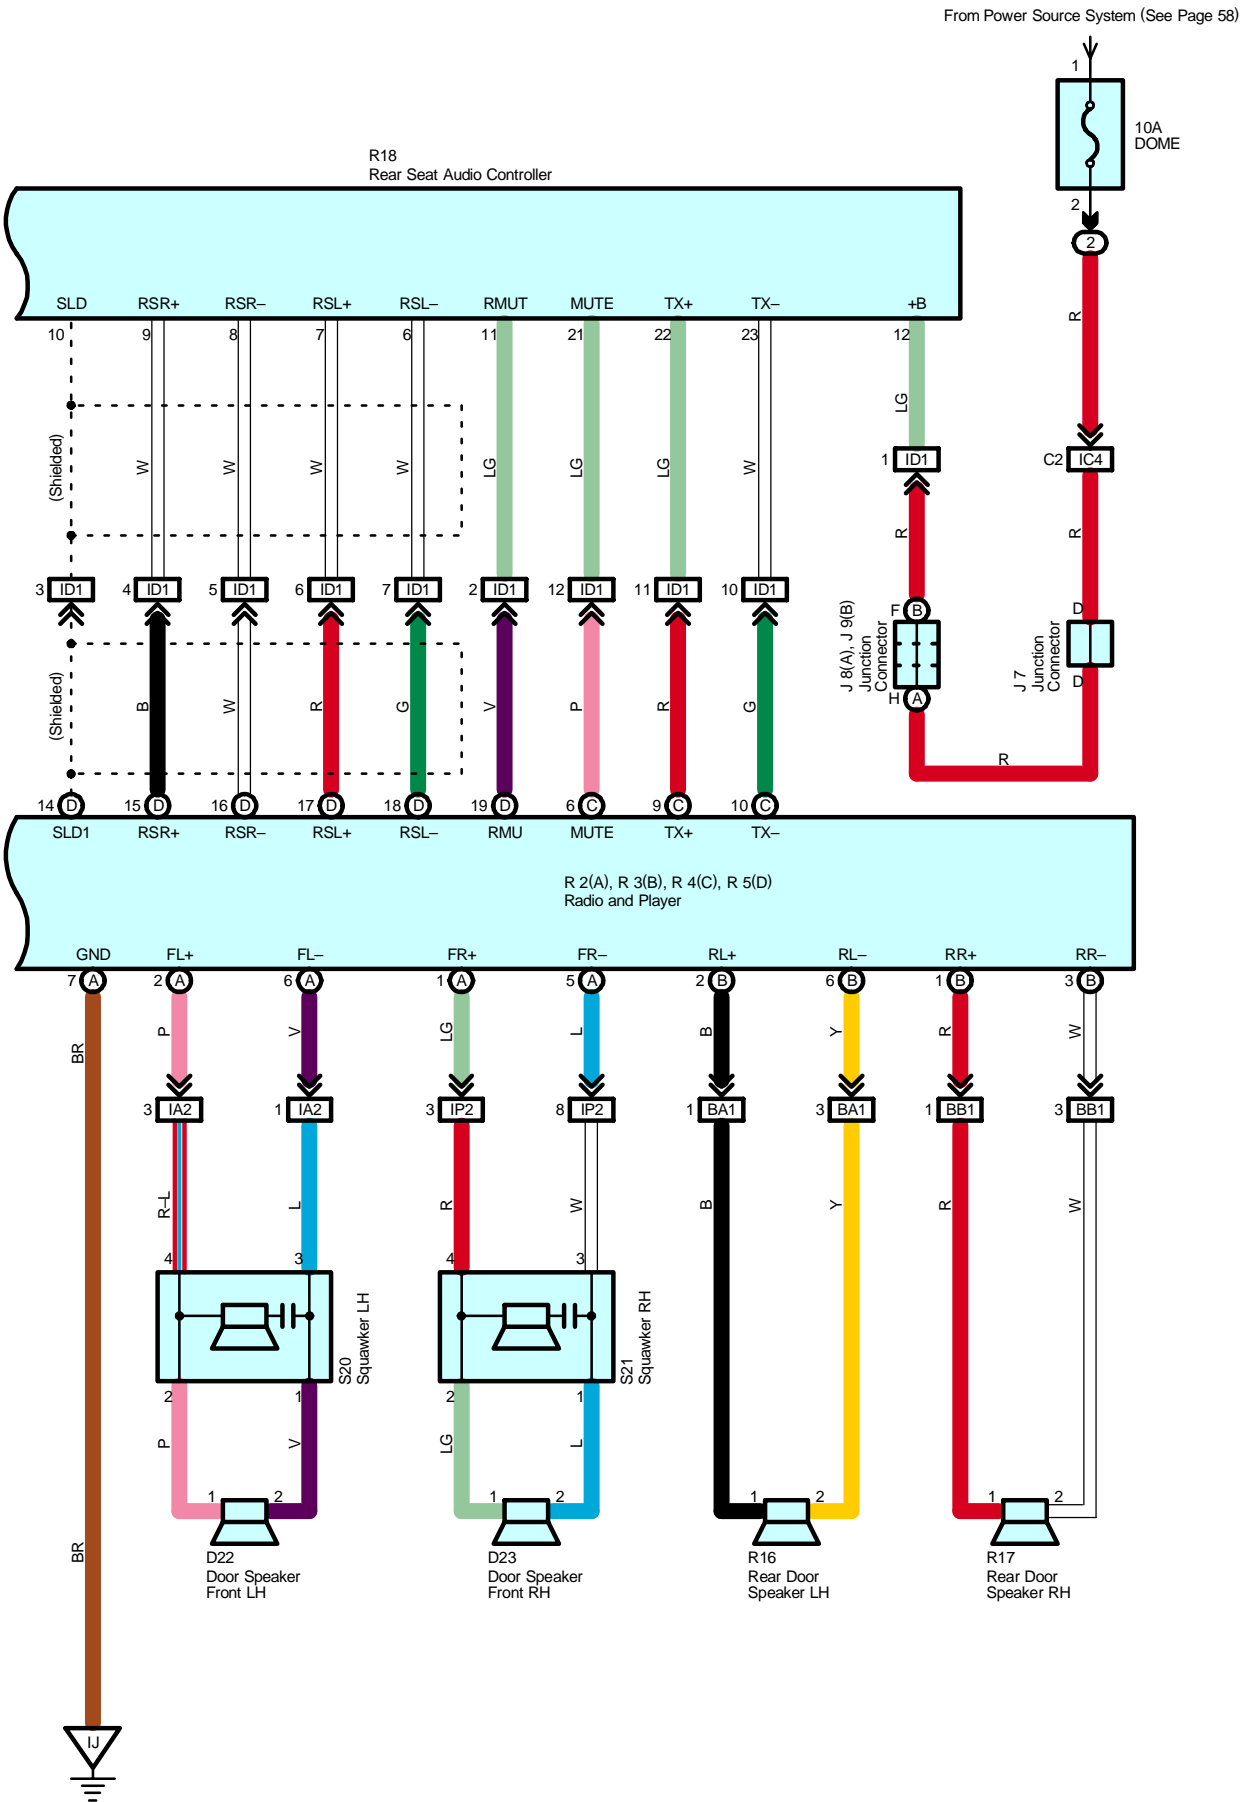 From Power Source System (See Page 58)
1
10A
DOME
2
2
R18
Rear Seat Audio Controller
SLD RSR+ RSR– RSL+ RSL– RMUT MUTE TX+ TX– +B
10 9 8 7 6 11 21 22 23 12
R
LG
(Shielded) W W W W LG LG LG W
1 ID1 C2 IC4
R R
3 ID1 4 ID1 5 ID1 6 ID1 7 ID1 2 ID1 12 ID1 11 ID1 10 ID1
F B D
J 8(A), J 9(B)
Junction
Connector
J 7
Junction
Connector
H A D
(Shielded) B W R G V P R G
R
14 D 15 D 16 D 17 D 18 D 19 D 6 C 9 C 10 C
SLD1 RSR+ RSR– RSL+ RSL– RMU MUTE TX+ TX–
R 2(A), R 3(B), R 4(C), R 5(D)
Radio and Player
GND FL+ FL– FR+ FR– RL+ RL– RR+ RR–
7 A 2 A 6 A 1 A 5 A 2 B 6 B 1 B 3 B
BR P V LG L B Y R W
3 IA2 1 IA2 3 IP2 8 IP2 1 BA1 3 BA1 1 BB1 3 BB1
R–L L R W B Y R W
4 3 4 3
S20
Squawker LH
S21
Squawker RH
2 1 2 1
P V LG L
1 2 1 2 1 2 1 2
BR
D22
Door Speaker
Front LH
D23
Door Speaker
Front RH
R16
Rear Door
Speaker LH
R17
Rear Door
Speaker RH
IJ